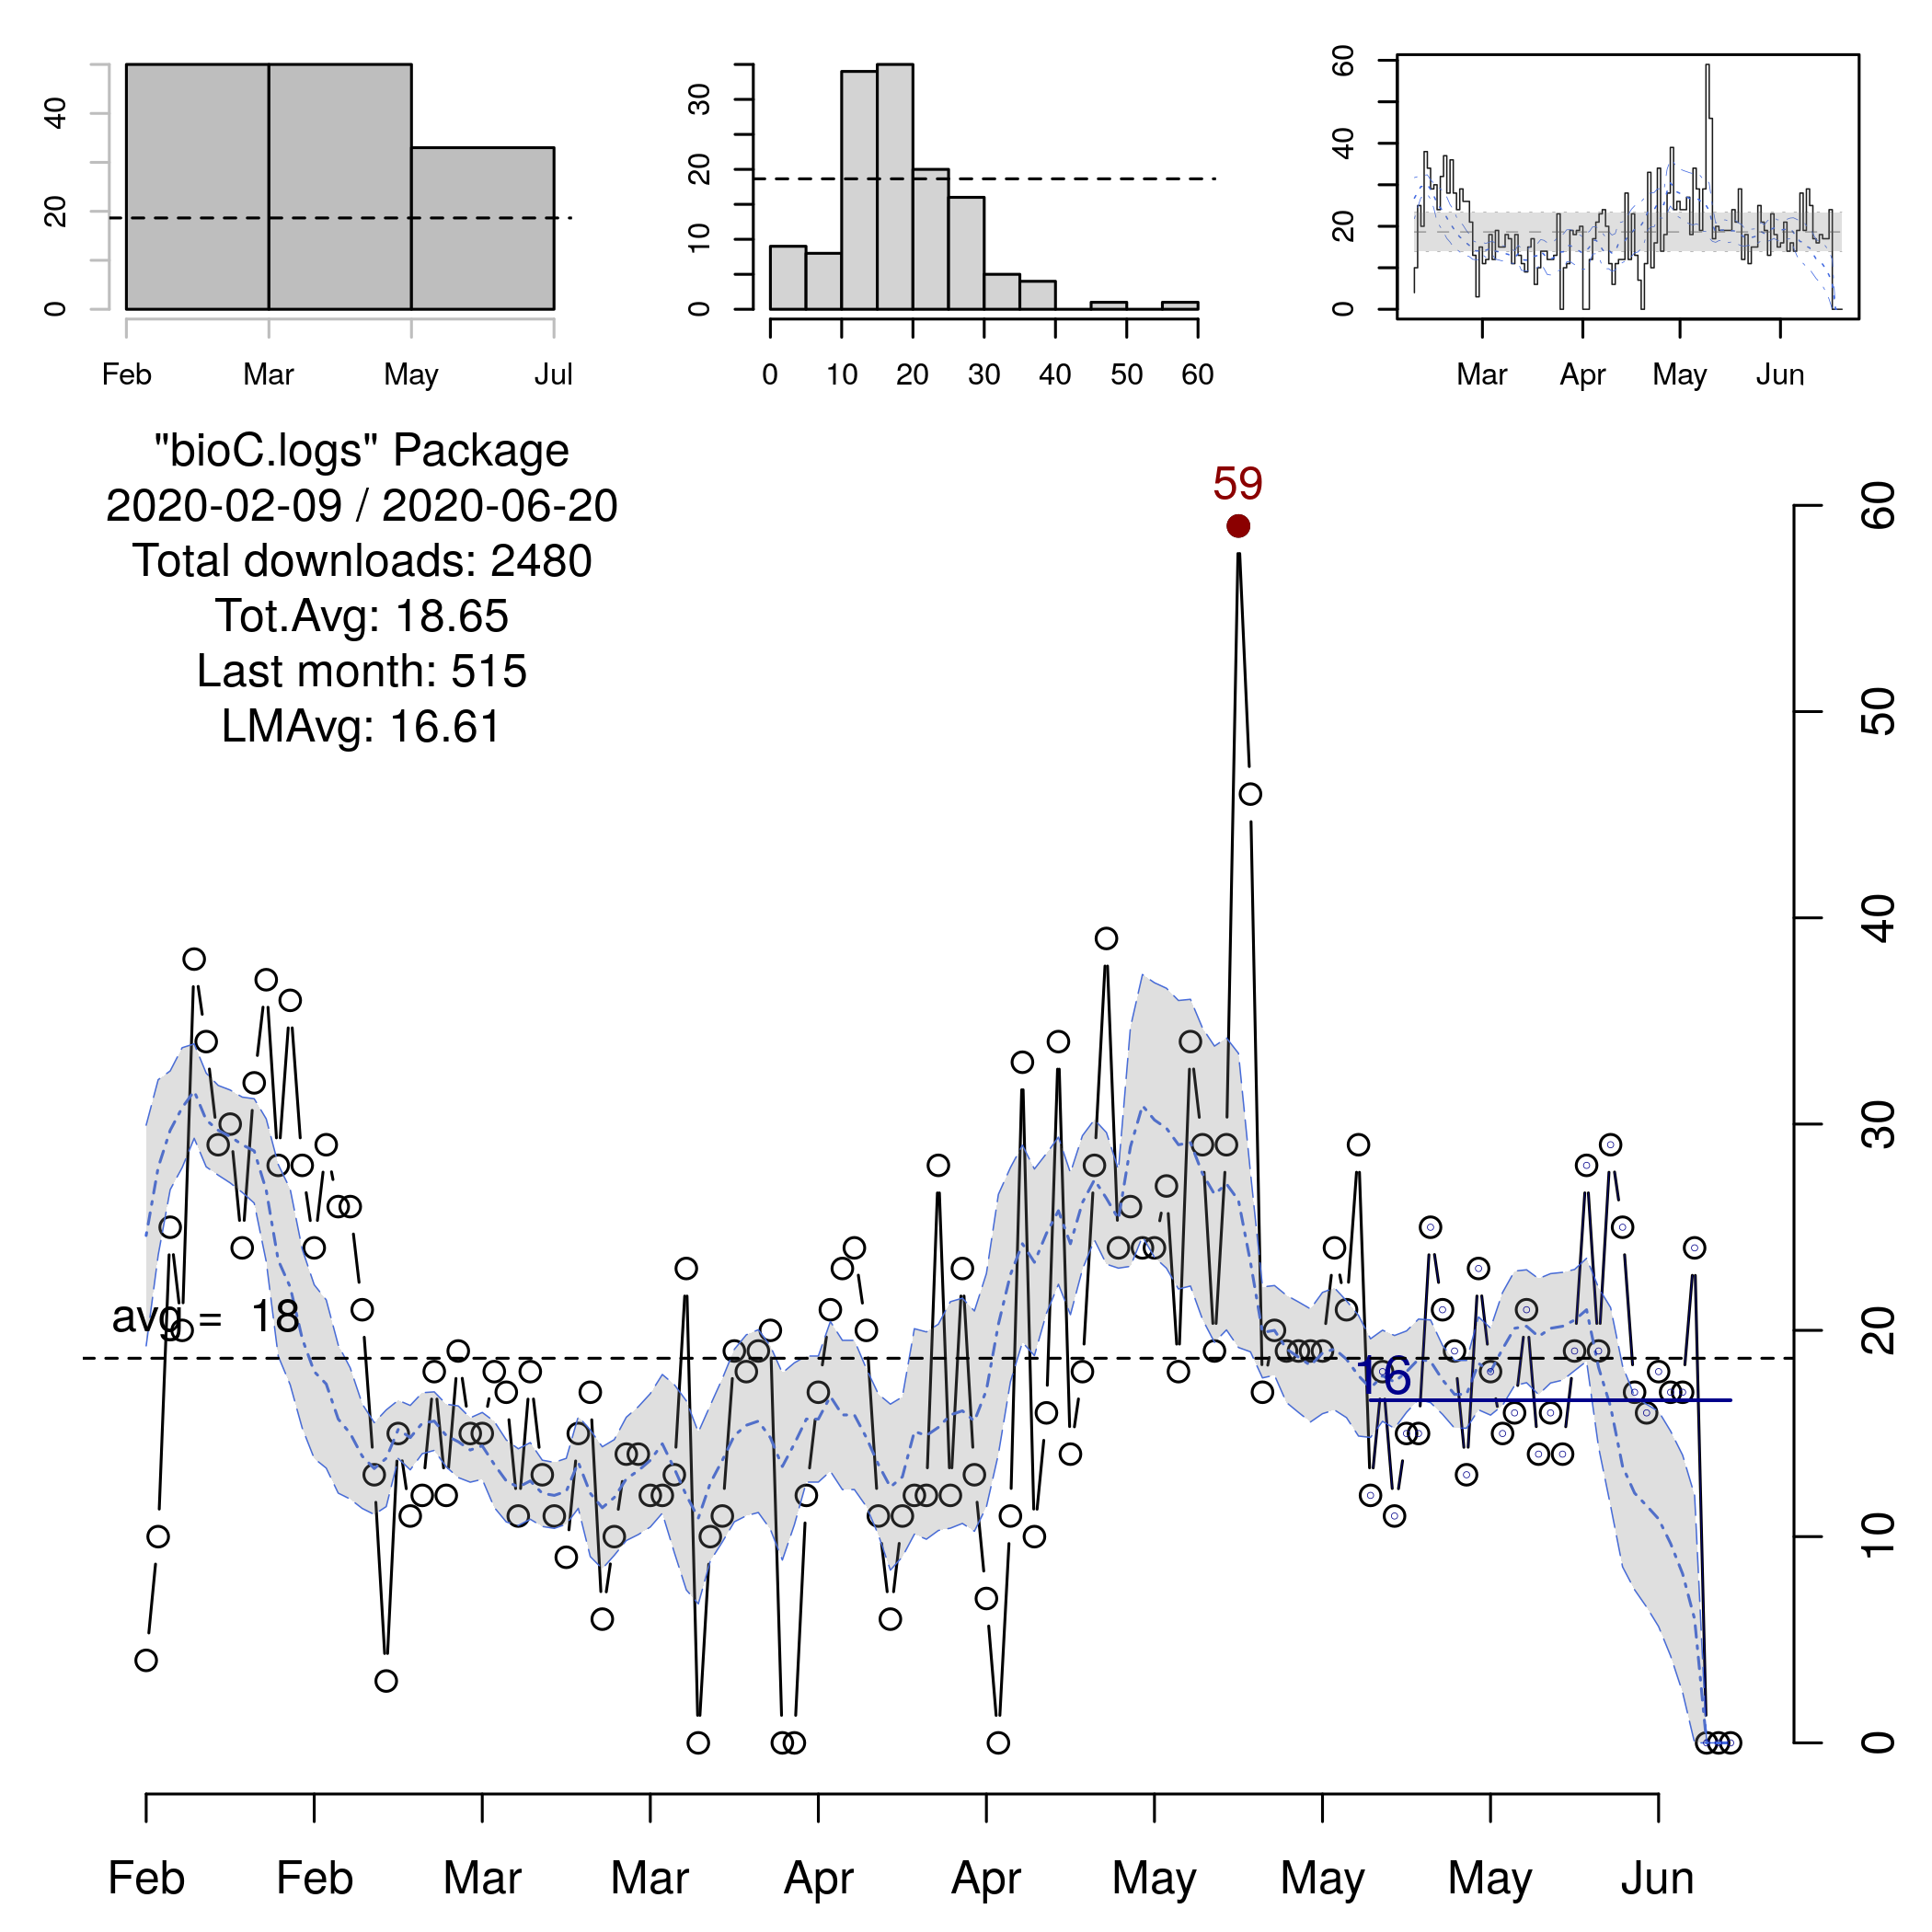 0 20 40
Feb Mar May Jul
0 10 20 30
0 10 20 30 40 50 60
0 20 40 60
Mar Apr May Jun
"bioC.logs" Package
2020-02-09 / 2020-06-20
Total downloads: 2480
Tot.Avg: 18.65
Last month: 515
LMAvg: 16.61
59
avg = 18
16
0 10 20 30 40 50 60
Feb Feb Mar Mar Apr Apr May May May Jun